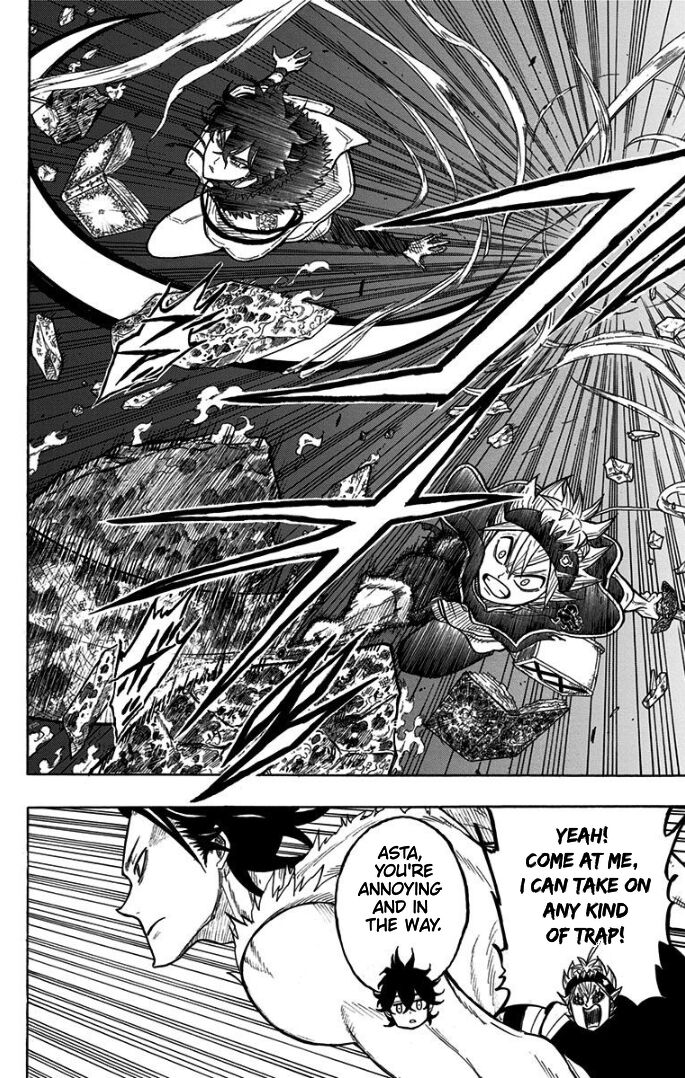 YEAH!
COME AT ME,
I CAN TAKE ON
ANY KIND
OF TRAP!
ASTA,
YOU'RE
ANNOYING
AND IN
THE WAY.